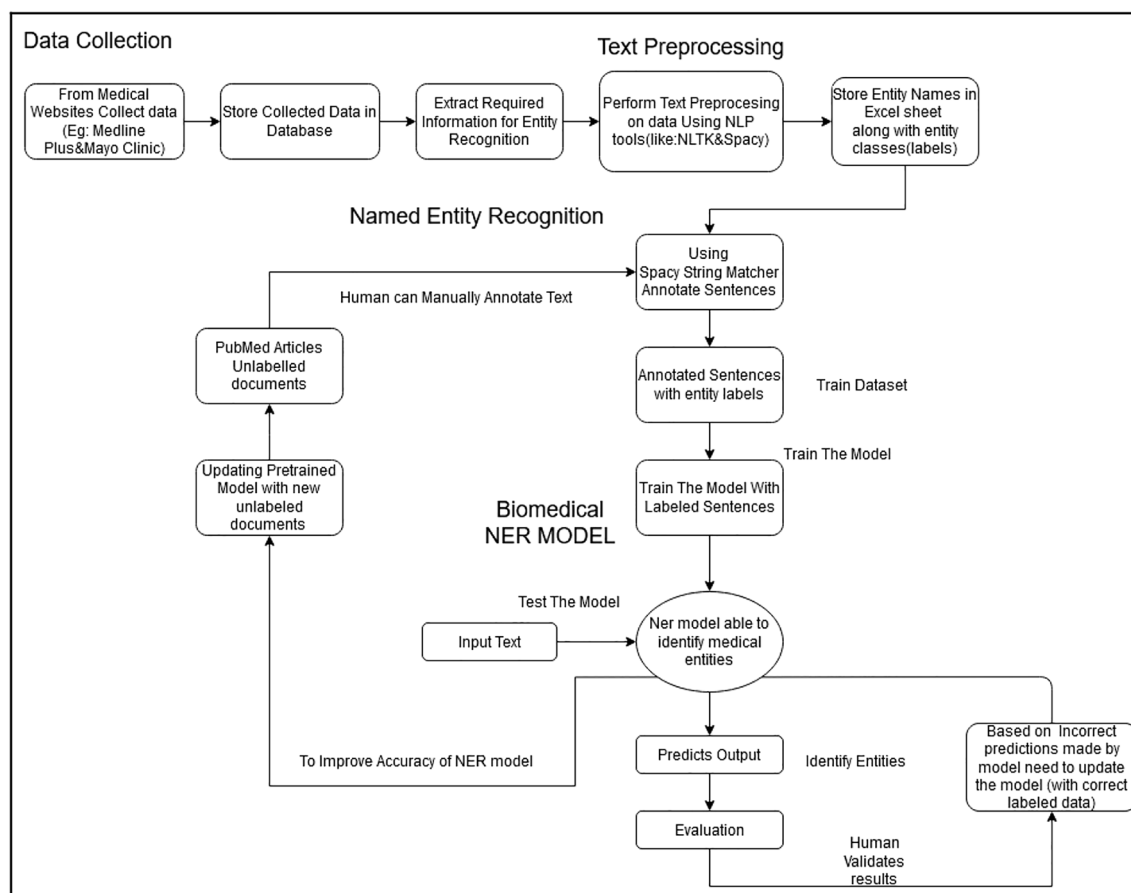 Data Collection
Text Preprocessing
From Medical
Websites Collect data
(Eg: Medline
Plus&Mayo Clinic)
Store Collected Data in
Database
Extract Required
Information for Entity
Recognition
Perform Text Preprocesing
on data Using NLP
tools(like:NLTK&Spacy)
Store Entity Names in
Excel sheet
along with entity
classes(labels)
Named Entity Recognition
Using
Spacy String Matcher
Annotate Sentences
Human can Manually Annotate Text
PubMed Articles
Unlabelled
documents
Annotated Sentences
with entity labels
Train Dataset
Train The Model
Updating Pretrained
Model with new
unlabeled
documents
Train The Model With
Labeled Sentences
Biomedical
NER MODEL
Test The Model
Input Text
Ner model able to
identify medical
entities
To Improve Accuracy of NER model
Predicts Output
Identify Entities
Based on Incorrect
predictions made by
model need to update
the model (with correct
labeled data)
Evaluation
Human
Validates
results